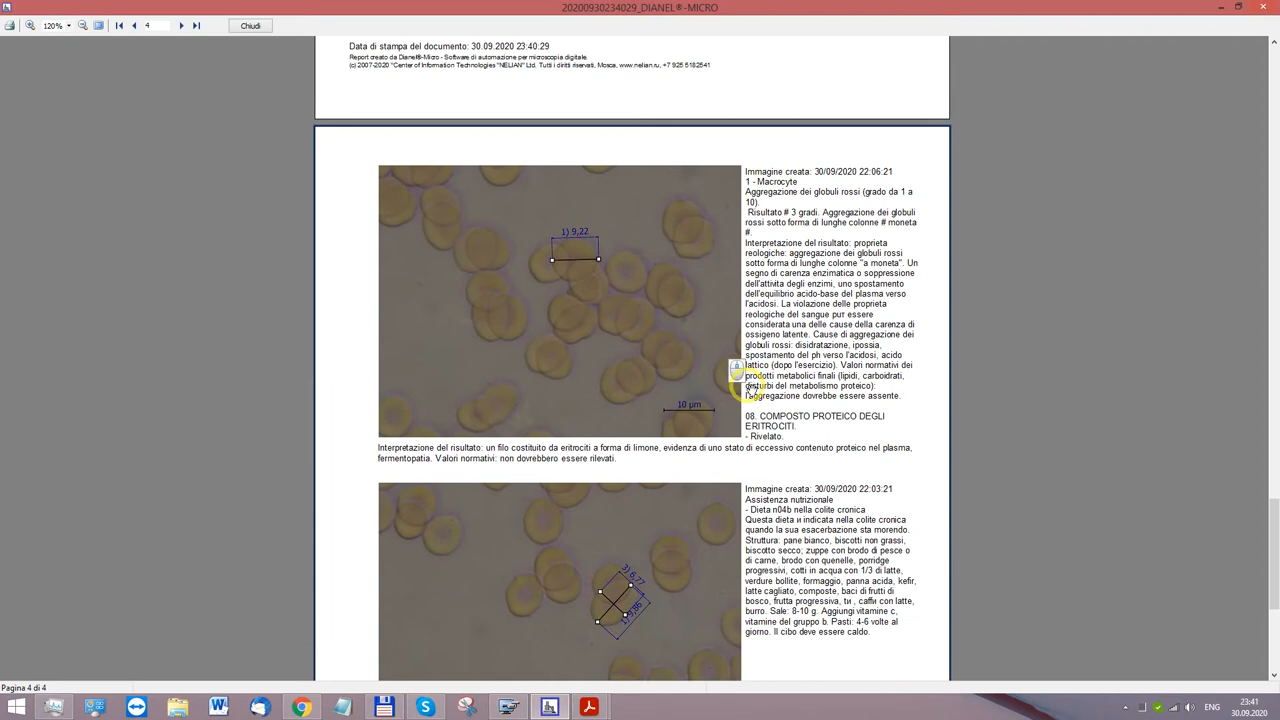 20200930234029_DIANEL®-MICRO
120%
4
Chiudi
Data di stampa del documento: 30.09.2020 23:40:29
Report creato da Dianel®-Micro - Software di automazione per microscopia digitale.
(c) 2007-2020 "Center of Information Technologies "NELIAN" Ltd. Tutti i diritti riservati, Mosca, www.nelian.ru, +7 925 5182541
1) 9,22
10 µm
Immagine creata: 30/09/2020 22:06:21
1 - Macrocyte
Aggregazione dei globuli rossi (grado da 1 a
10).
Risultato # 3 gradi. Aggregazione dei globuli
rossi sotto forma di lunghe colonne # moneta
#.
Interpretazione del risultato: proprieta
reologiche: aggregazione dei globuli rossi
sotto forma di lunghe colonne "a moneta". Un
segno di carenza enzimatica o soppressione
dell'attivita degli enzimi, uno spostamento
dell'equilibrio acido-base del plasma verso
l'acidosi. La violazione delle proprieta
reologiche del sangue puт essere
considerata una delle cause della carenza di
ossigeno latente. Cause di aggregazione dei
globuli rossi: disidratazione, ipossia,
spostamento del ph verso l'acidosi, acido
lattico (dopo l'esercizio). Valori normativi dei
prodotti metabolici finali (lipidi, carboidrati,
disturbi del metabolismo proteico):
l'aggregazione dovrebbe essere assente.
08. COMPOSTO PROTEICO DEGLI
ERITROCITI.
- Rivelato.
Interpretazione del risultato: un filo costituito da eritrociti a forma di limone, evidenza di uno stato di eccessivo contenuto proteico nel plasma,
fermentopatia. Valori normativi: non dovrebbero essere rilevati.
3) 6,77
1) 9,86
Immagine creata: 30/09/2020 22:03:21
Assistenza nutrizionale
- Dieta n04b nella colite cronica
Questa dieta и indicata nella colite cronica
quando la sua esacerbazione sta morendo.
Struttura: pane bianco, biscotti non grassi,
biscotto secco; zuppe con brodo di pesce o
di carne, brodo con quenelle, porridge
progressivi, cotti in acqua con 1/3 di latte,
verdure bollite, formaggio, panna acida, kefir,
latte cagliato, composte, baci di frutti di
bosco, frutta progressiva, tи , caffи con latte,
burro. Sale: 8-10 g. Aggiungi vitamine c,
vitamine del gruppo b. Pasti: 4-6 volte al
giorno. Il cibo deve essere caldo.
Pagina 4 di 4
ENG
23:41
30.09.2020